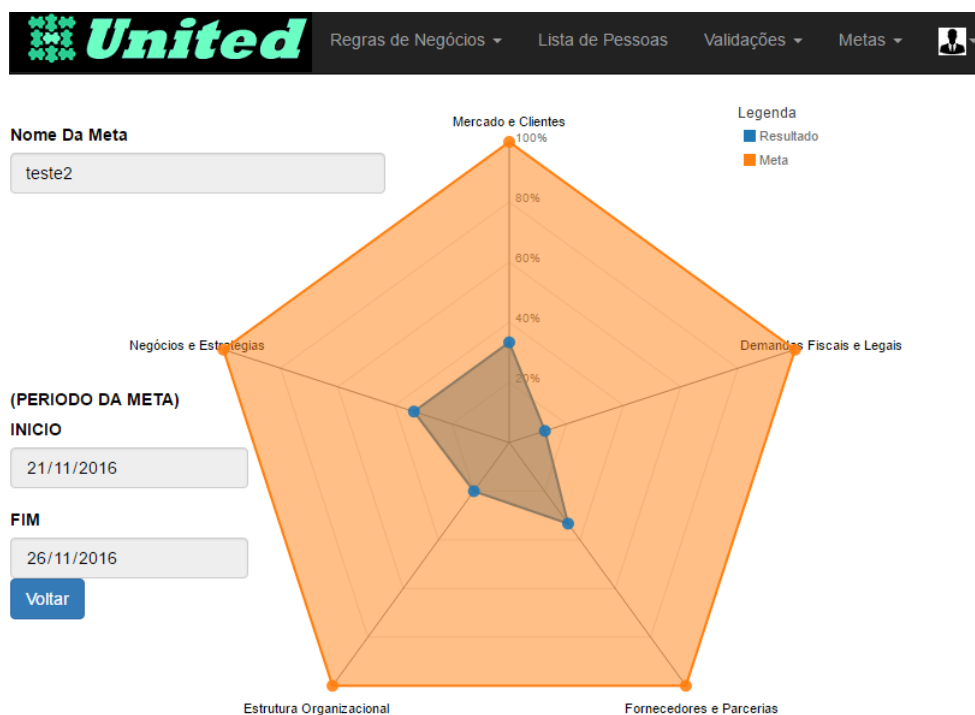 United
Regras de Negócios
Lista de Pessoas
Validações
Metas
Nome Da Meta
teste2
Mercado e Clientes
Legenda
Resultado
Meta
100%
80%
60%
40%
20%
Negócios e Estrategias
Demandas Fiscais e Legais
(PERIODO DA META)
INICIO
21/11/2016
FIM
26/11/2016
Voltar
Estrutura Organizacional
Fornecedores e Parcerias